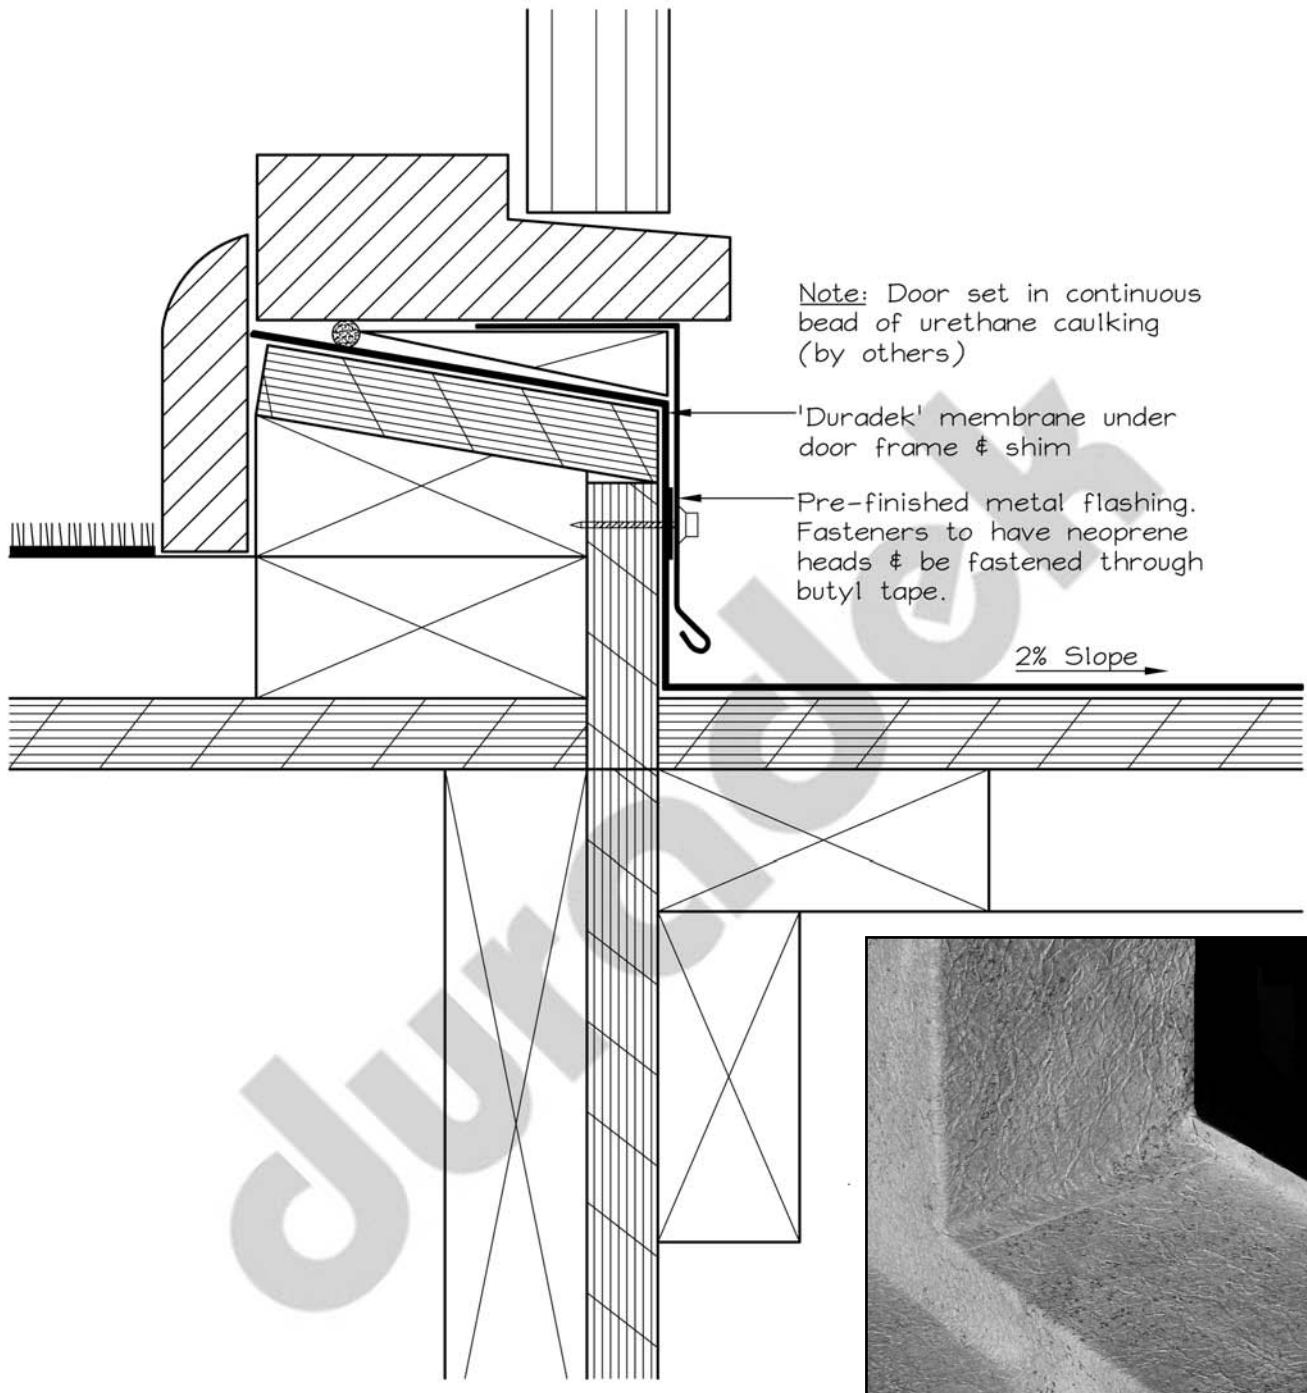 Note: Door set in continuous
bead of urethane caulking
(by others)
'Duradek' membrane under
door frame & shim
Pre-finished metal flashing.
Fasteners to have neoprene
heads & be fastened through
butyl tape.
2% Slope
duradek